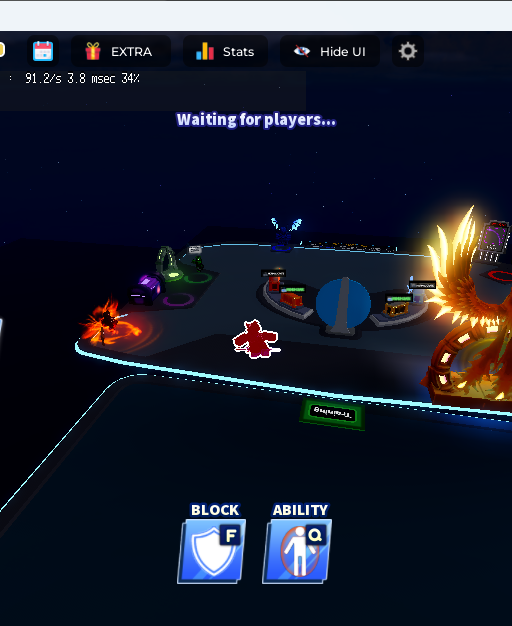 EXTRA
Stats
Hide UI
: 91.2/s 3.8 msec 34%
Waiting for players...
BLOCK
ABILITY
F
Q